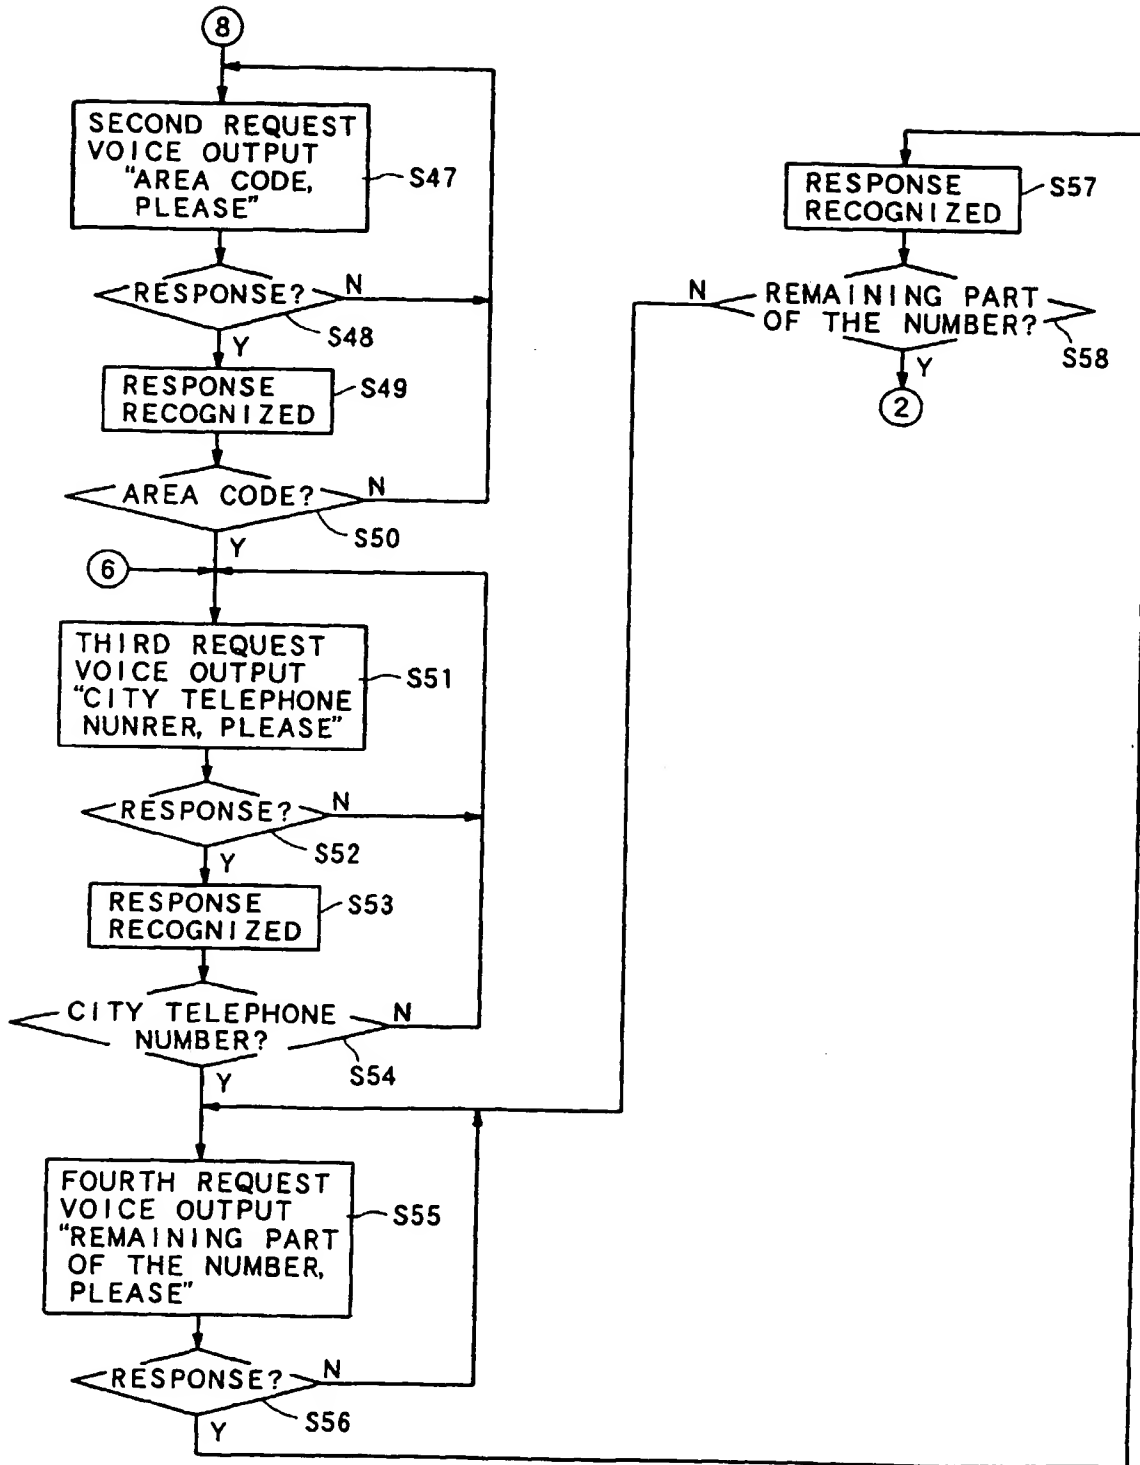 8
SECOND REQUEST
VOICE OUTPUT
"AREA CODE,
PLEASE"
S47
RESPONSE?
N
S48
Y
RESPONSE
RECOGNIZED
S49
AREA CODE?
N
S50
Y
6
THIRD REQUEST
VOICE OUTPUT
"CITY TELEPHONE
NUNRER, PLEASE"
S51
RESPONSE?
N
S52
Y
RESPONSE
RECOGNIZED
S53
CITY TELEPHONE
NUMBER?
N
S54
Y
FOURTH REQUEST
VOICE OUTPUT
"REMAINING PART
OF THE NUMBER,
PLEASE"
S55
RESPONSE?
N
S56
Y
RESPONSE
RECOGNIZED
S57
N
REMAINING PART
OF THE NUMBER?
S58
Y
2